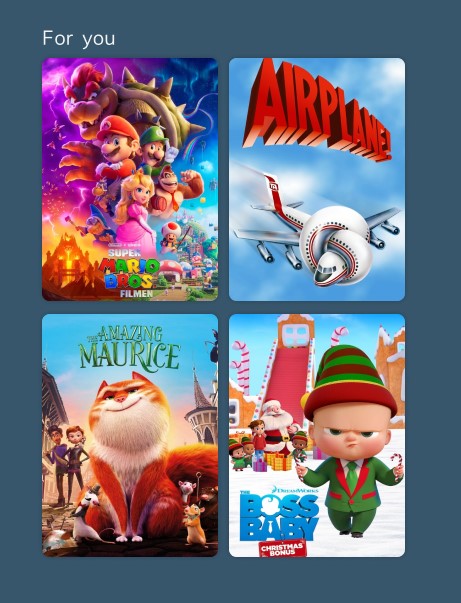 For you
SUPER
MARIO
BROS
FILMEN
AIRPLANE!
THE AMAZING
MAURICE
DREAMWORKS
THE
BOSS
BABY
CHRISTMAS
BONUS